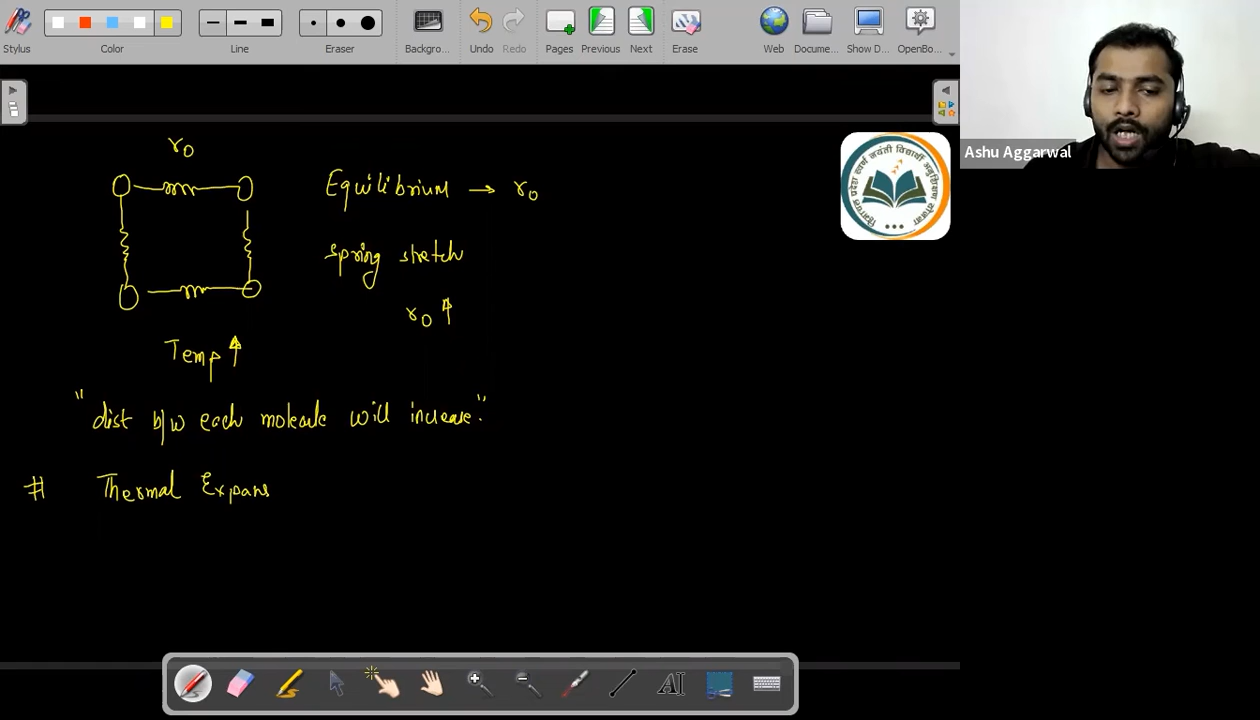 Stylus Color Line Eraser Backgro... Undo Redo Pages Previous Next Erase Web Docume... Show D... OpenBo...
r₀
Equilibrium → r₀
spring stretch
r₀ ↑
Temp ↑
"dist b/w each molecule will increase."
# Thermal Expans
Ashu Aggarwal